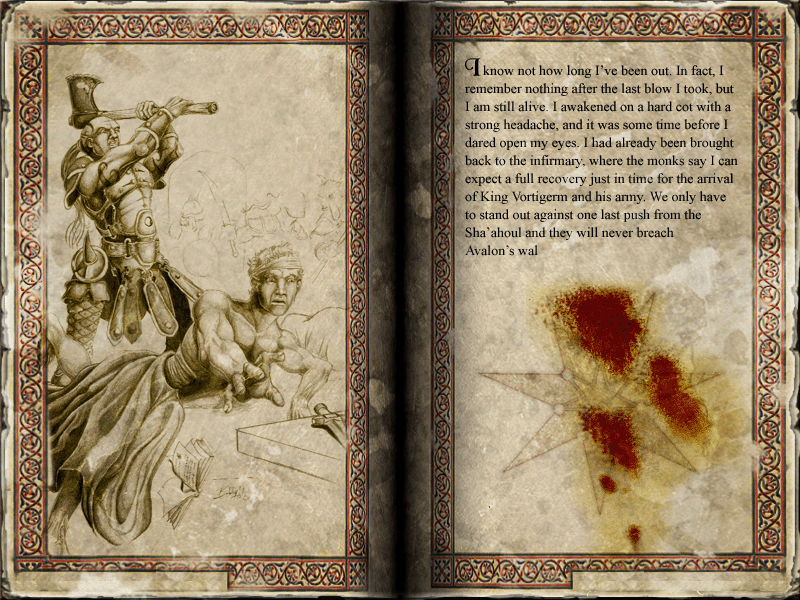 I know not how long I've been out. In fact, I
remember nothing after the last blow I took, but
I am still alive. I awakened on a hard cot with a
strong headache, and it was some time before I
dared open my eyes. I had already been brought
back to the infirmary, where the monks say I can
expect a full recovery just in time for the arrival
of King Vortigerm and his army. We only have
to stand out against one last push from the
Sha'ahoul and they will never breach
Avalon's wal